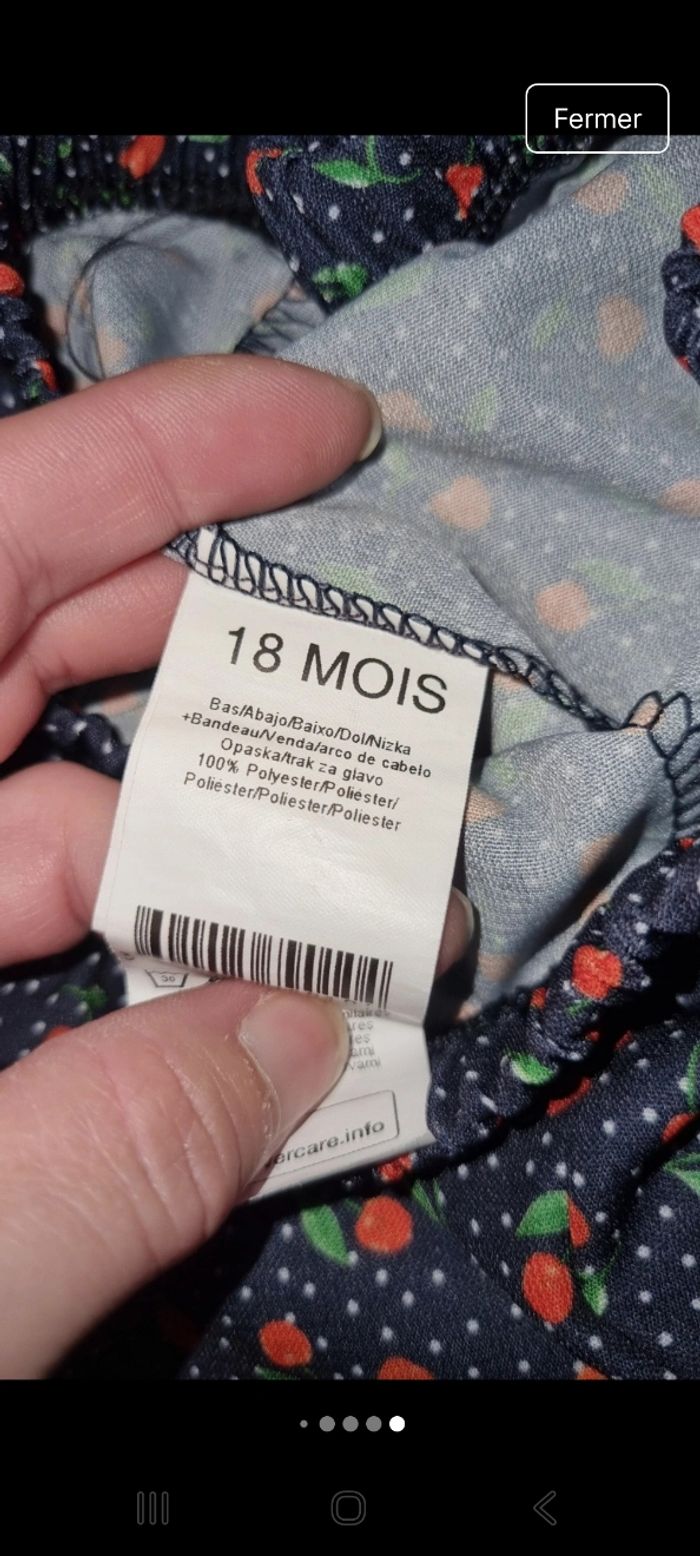 Fermer
18 MOIS
Bas/Abajo/Baixo/Dol/Nizka
+Bandeau/Venda/arco de cabelo
Opaska/trak za glavo
100% Polyester/Poliéster/
Poliéster/Poliester/Poliester
30
ercare.info